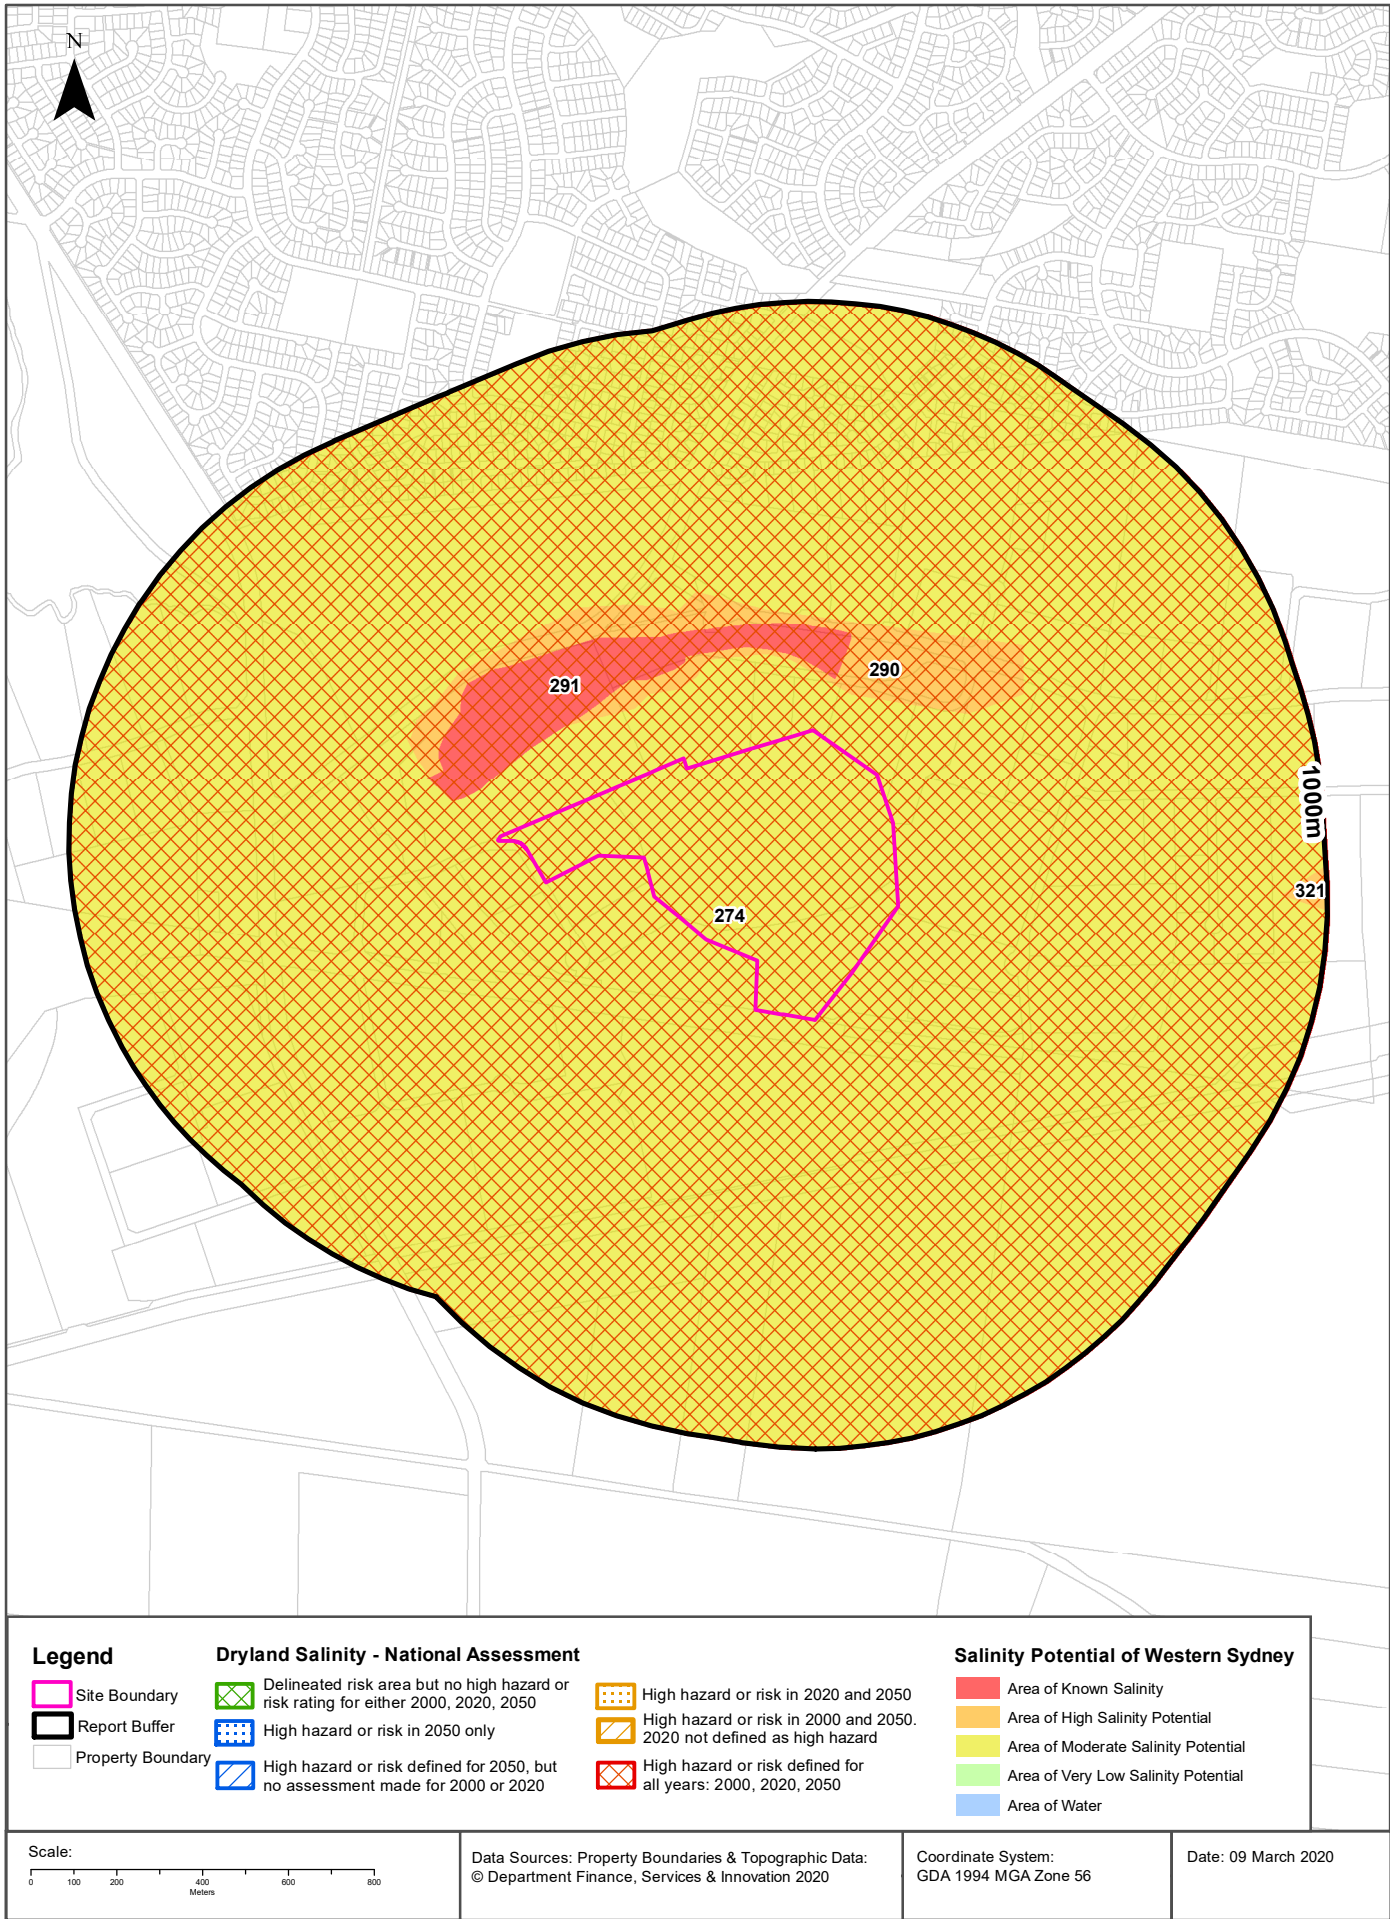 N
291
290
1000m
321
274
Legend
Site Boundary
Report Buffer
Property Boundary
Dryland Salinity - National Assessment
Delineated risk area but no high hazard or
risk rating for either 2000, 2020, 2050
High hazard or risk in 2050 only
High hazard or risk defined for 2050, but
no assessment made for 2000 or 2020
High hazard or risk in 2020 and 2050
High hazard or risk in 2000 and 2050.
2020 not defined as high hazard
High hazard or risk defined for
all years: 2000, 2020, 2050
Salinity Potential of Western Sydney
Area of Known Salinity
Area of High Salinity Potential
Area of Moderate Salinity Potential
Area of Very Low Salinity Potential
Area of Water
Scale:
0 100 200 400 600 800
Meters
Data Sources: Property Boundaries & Topographic Data:
© Department Finance, Services & Innovation 2020
Coordinate System:
GDA 1994 MGA Zone 56
Date: 09 March 2020